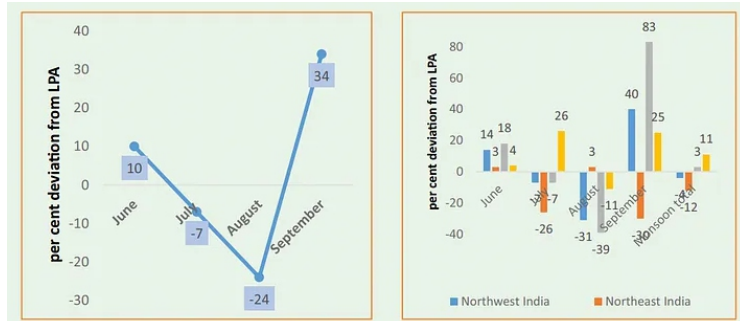 per cent deviation from LPA
40
30
20
10
0
-10
-20
-30
10
-7
-24
34
June
July
August
September
per cent deviation from LPA
80
60
40
20
0
-20
-40
14
3
18
4
-26
-7
26
-31
3
-39
-11
40
-30
83
25
-12
3
11
June
July
August
September
Monsoon total
Northwest India
Northeast India